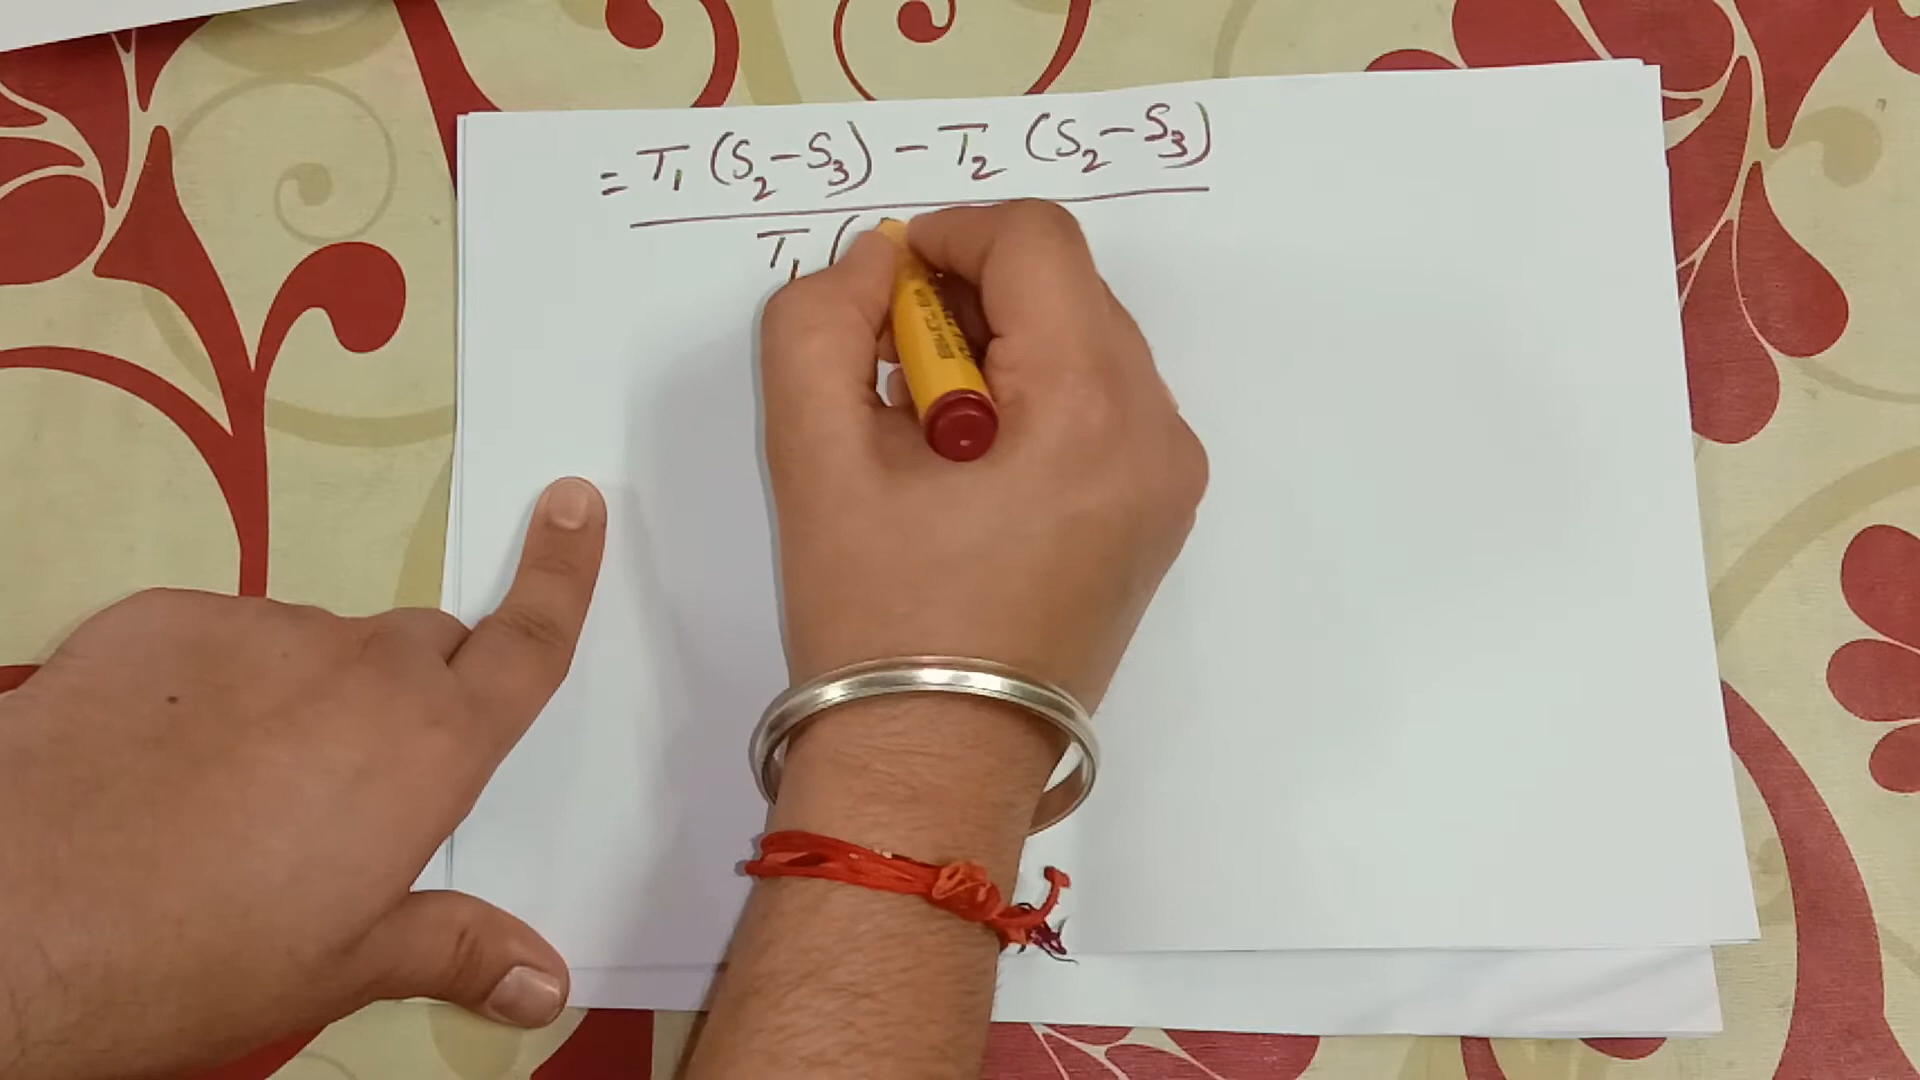 = T₁ (S₂-S₃) - T₂ (S₂-S₃)
T₁ (